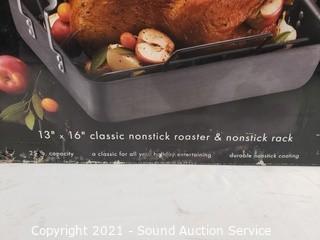 13" x 16" classic nonstick roaster & nonstick rack
25 lb. capacity a classic for all your holiday entertaining durable nonstick coating
Copyright 2021 - Sound Auction Service